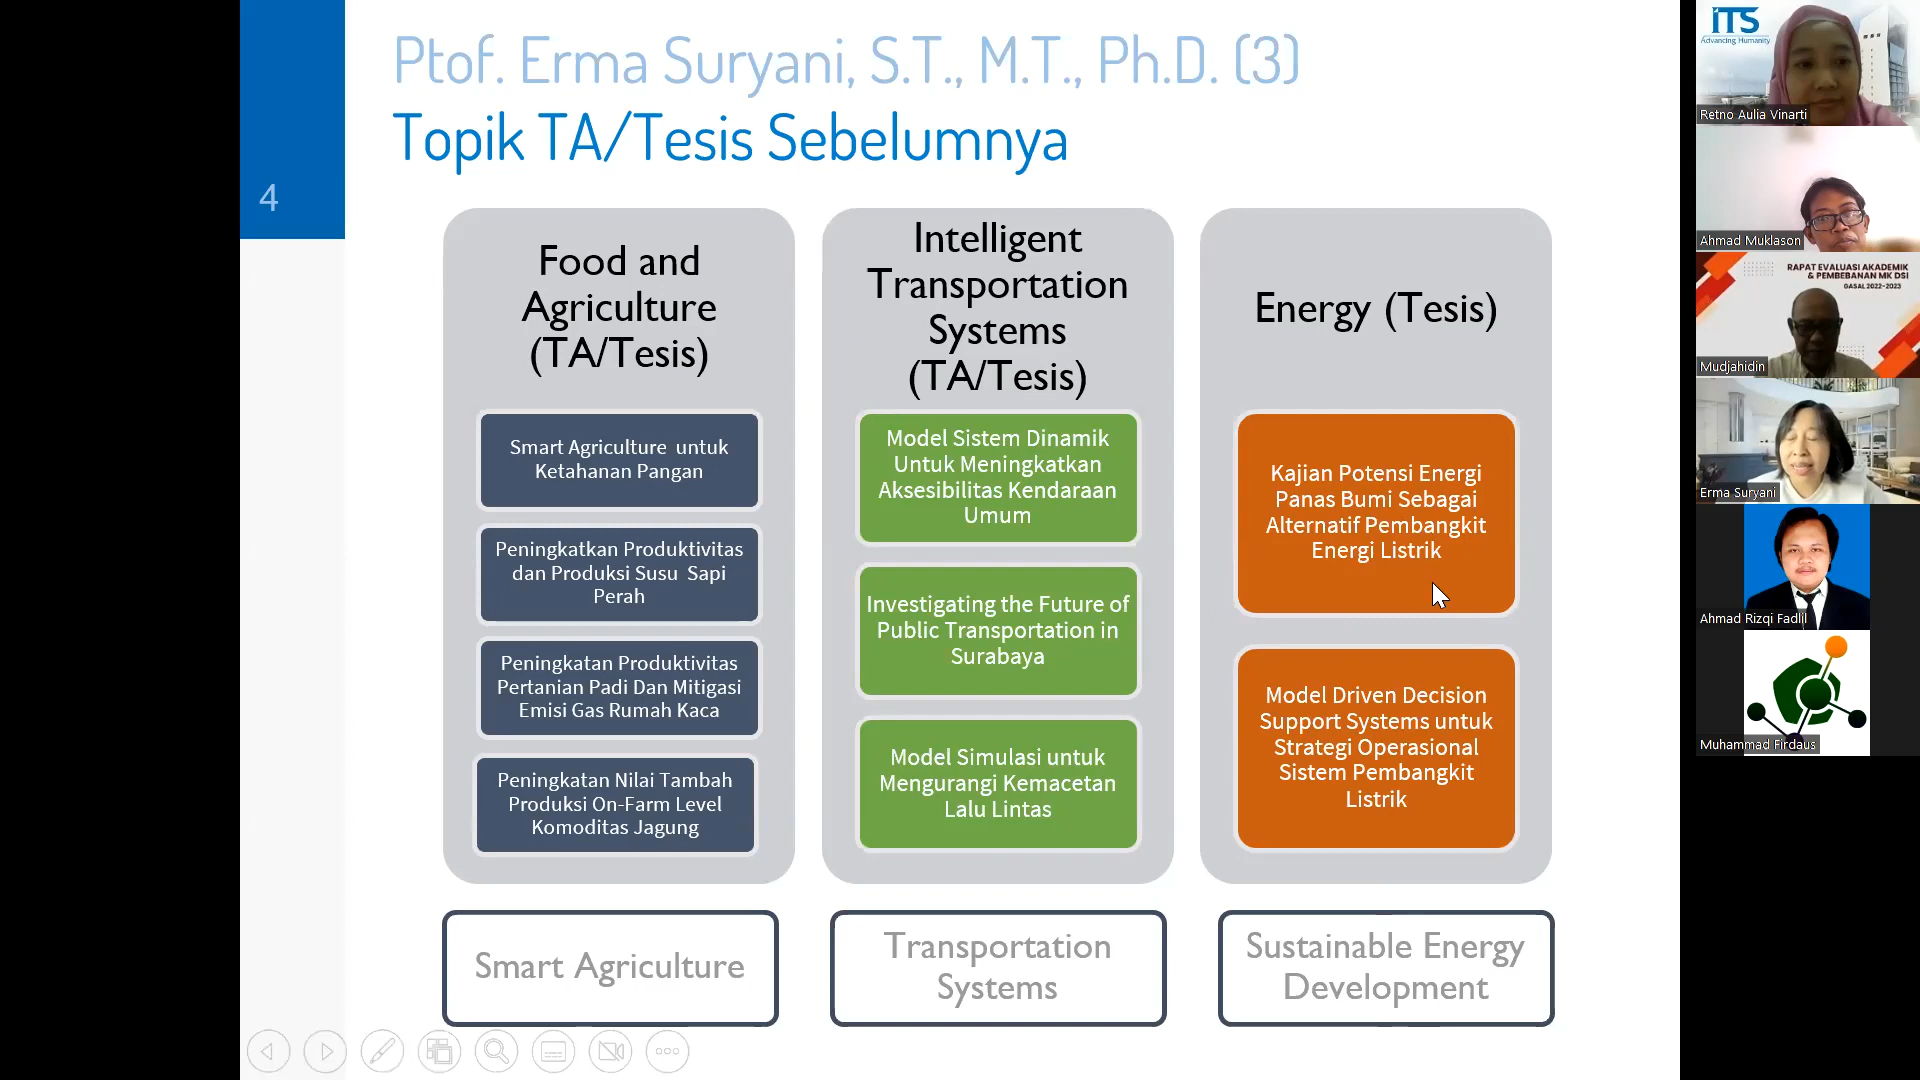 Ptof. Erma Suryani, S.T., M.T., Ph.D. (3)
Topik TA/Tesis Sebelumnya
4
Food and
Agriculture
(TA/Tesis)
Smart Agriculture untuk
Ketahanan Pangan
Peningkatkan Produktivitas
dan Produksi Susu Sapi
Perah
Peningkatan Produktivitas
Pertanian Padi Dan Mitigasi
Emisi Gas Rumah Kaca
Peningkatan Nilai Tambah
Produksi On-Farm Level
Komoditas Jagung
Intelligent
Transportation
Systems
(TA/Tesis)
Model Sistem Dinamik
Untuk Meningkatkan
Aksesibilitas Kendaraan
Umum
Investigating the Future of
Public Transportation in
Surabaya
Model Simulasi untuk
Mengurangi Kemacetan
Lalu Lintas
Energy (Tesis)
Kajian Potensi Energi
Panas Bumi Sebagai
Alternatif Pembangkit
Energi Listrik
Model Driven Decision
Support Systems untuk
Strategi Operasional
Sistem Pembangkit
Listrik
Smart Agriculture
Transportation
Systems
Sustainable Energy
Development
ITS
Advancing Humanity
Retno Aulia Vinarti
Ahmad Muklason
RAPAT EVALUASI AKADEMIK
& PEMBEBANAN MK DSI
GASAL 2022-2023
Mudjahidin
Erma Suryani
Ahmad Rizqi Fadlil
Muhammad Firdaus